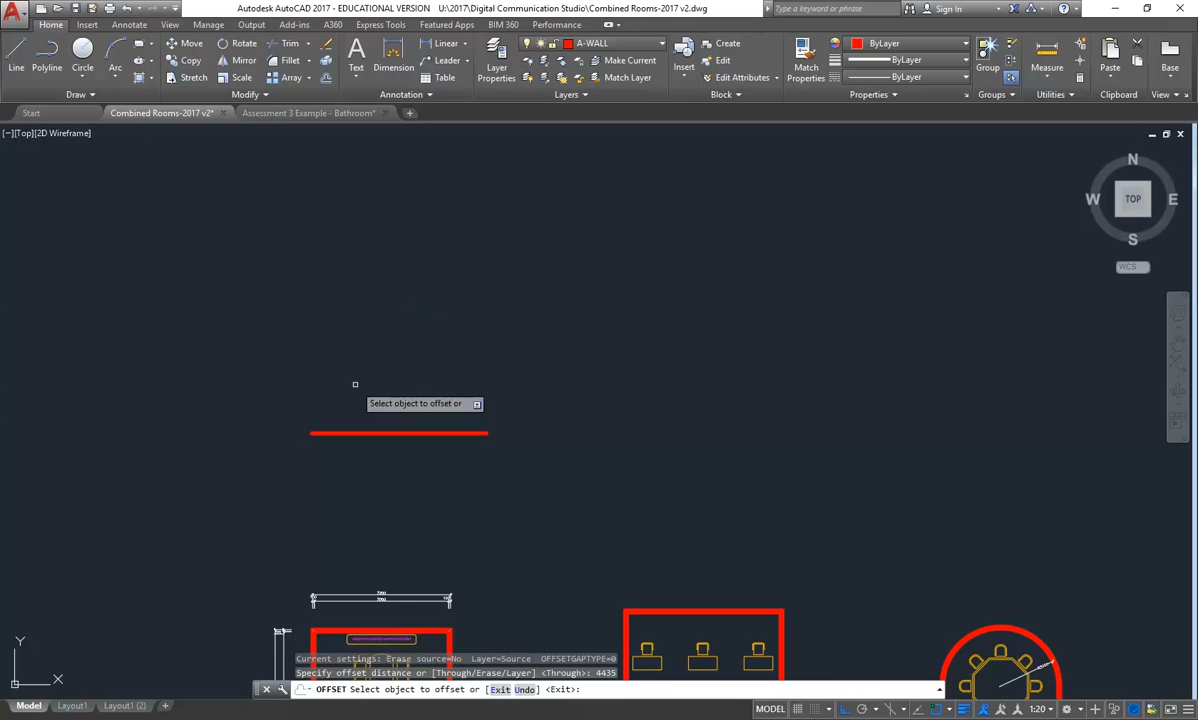 Autodesk AutoCAD 2017 - EDUCATIONAL VERSION U:\2017\Digital Communication Studio\Combined Rooms-2017 v2.dwg
Type a keyword or phrase
Sign In
Home Insert Annotate Parametric View Manage Output Add-ins A360 Express Tools Featured Apps BIM 360 Performance
Line Polyline Circle Arc
Move Rotate Trim
Copy Mirror Fillet
Stretch Scale Array
Text Dimension
Linear
Leader
Table
Layer Properties
A-WALL
Make Current
Match Layer
Insert
Create
Edit
Edit Attributes
Match Properties
ByLayer
ByLayer
ByLayer
Group
Measure
Paste
Base
Draw Modify Annotation Layers Block Properties Groups Utilities Clipboard View
Start Combined Rooms-2017 v2* Assessment 3 Example - Bathroom*
[−][Top][2D Wireframe]
N
W TOP E
S
WCS
Select object to offset or
Y
X
Current settings: Erase source=No Layer=Source OFFSETGAPTYPE=0
Specify offset distance or [Through/Erase/Layer] <Through>: 4435
OFFSET Select object to offset or [Exit Undo] <Exit>:
Model Layout1 Layout1 (2)
MODEL 1:20